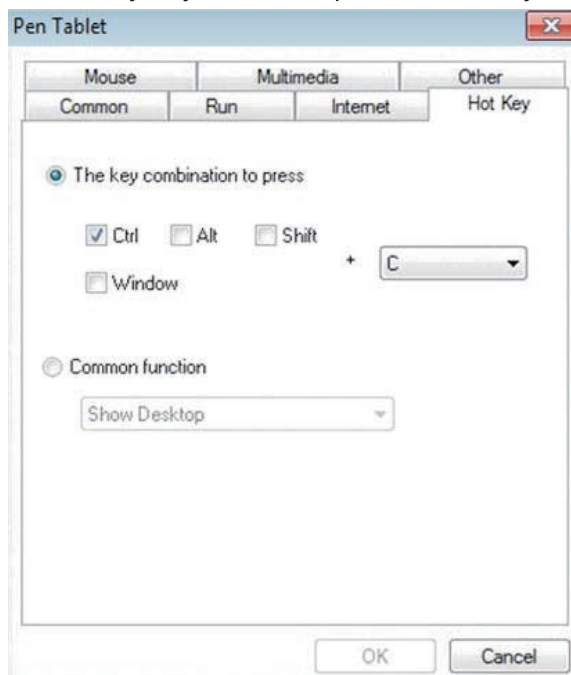 Pen Tablet
Mouse Multimedia Other
Common Run Internet Hot Key
The key combination to press
Ctrl Alt Shift
+ C
Window
Common function
Show Desktop
OK Cancel